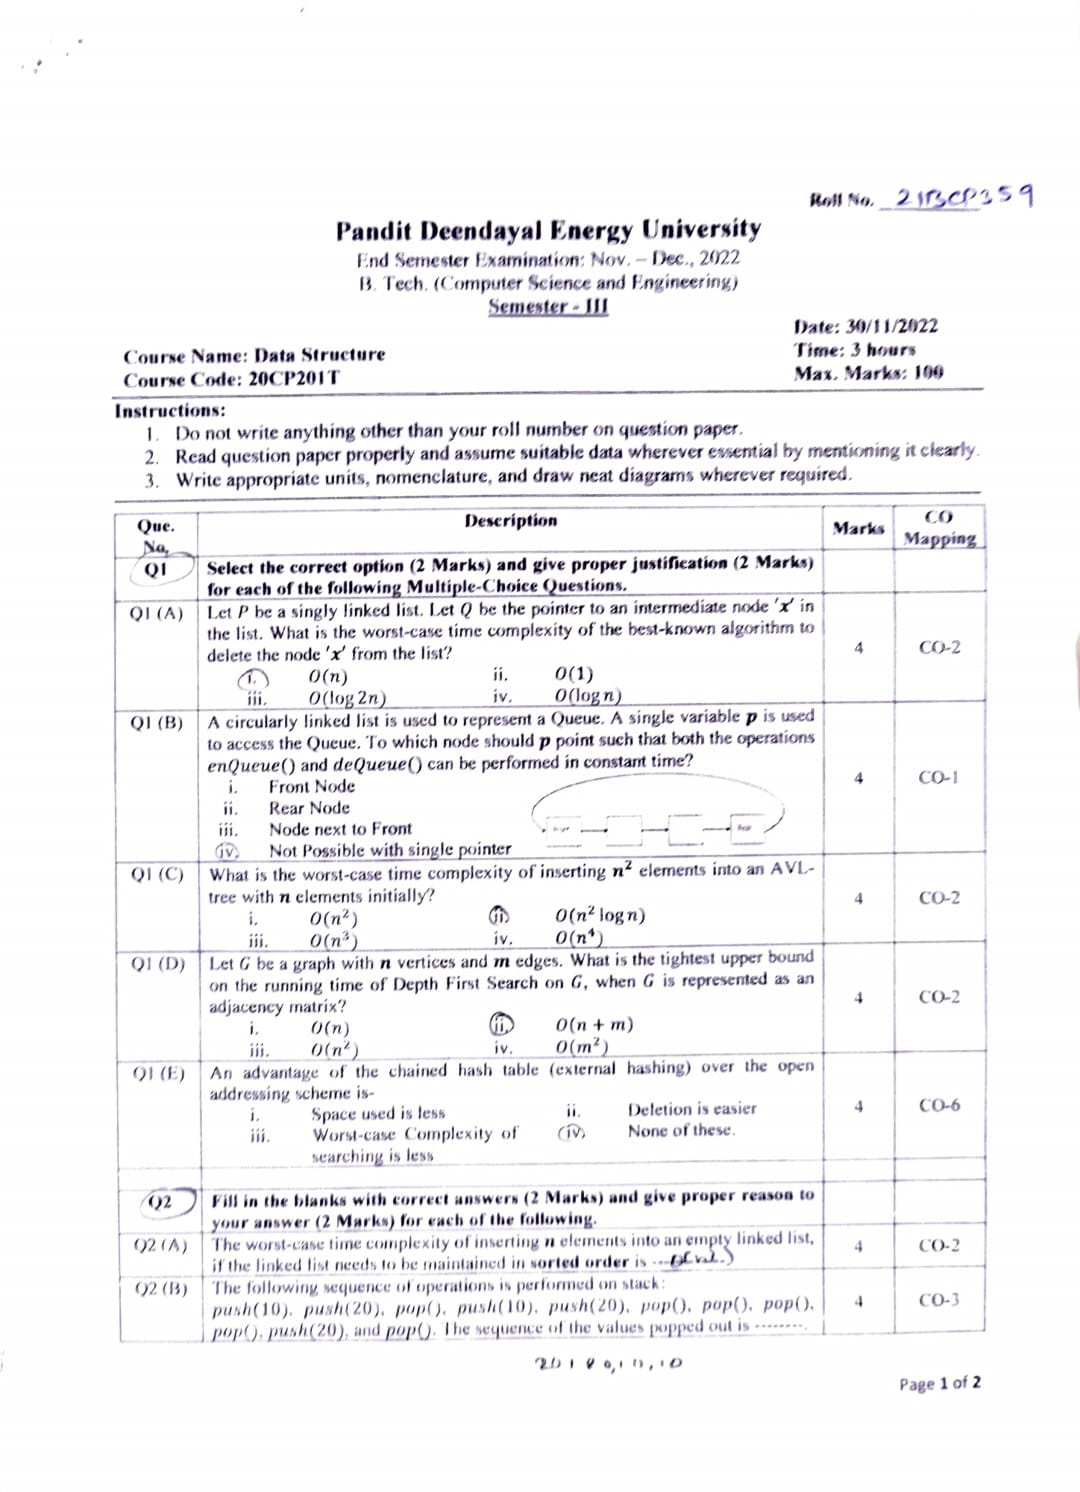 Roll No. 21BCP359
Pandit Deendayal Energy University
End Semester Examination: Nov. – Dec., 2022
B. Tech. (Computer Science and Engineering)
Semester - III
Date: 30/11/2022
Course Name: Data Structure Time: 3 hours
Course Code: 20CP201T Max. Marks: 100
Instructions:
1. Do not write anything other than your roll number on question paper.
2. Read question paper properly and assume suitable data wherever essential by mentioning it clearly.
3. Write appropriate units, nomenclature, and draw neat diagrams wherever required.
Que. No. Description Marks CO Mapping
Q1 Select the correct option (2 Marks) and give proper justification (2 Marks)
for each of the following Multiple-Choice Questions.
Q1 (A) Let P be a singly linked list. Let Q be the pointer to an intermediate node 'x' in
the list. What is the worst-case time complexity of the best-known algorithm to
delete the node 'x' from the list? 4 CO-2
i. O(n) ii. O(1)
iii. O(log 2n) iv. O(log n)
Q1 (B) A circularly linked list is used to represent a Queue. A single variable p is used
to access the Queue. To which node should p point such that both the operations
enQueue() and deQueue() can be performed in constant time? 4 CO-1
i. Front Node
ii. Rear Node
iii. Node next to Front
iv. Not Possible with single pointer
Q1 (C) What is the worst-case time complexity of inserting n² elements into an AVL-
tree with n elements initially? 4 CO-2
i. O(n²) ii. O(n² log n)
iii. O(n³) iv. O(n⁴)
Q1 (D) Let G be a graph with n vertices and m edges. What is the tightest upper bound
on the running time of Depth First Search on G, when G is represented as an
adjacency matrix? 4 CO-2
i. O(n) ii. O(n + m)
iii. O(n²) iv. O(m²)
Q1 (E) An advantage of the chained hash table (external hashing) over the open
addressing scheme is-
i. Space used is less ii. Deletion is easier 4 CO-6
iii. Worst-case Complexity of iv. None of these.
searching is less
Q2 Fill in the blanks with correct answers (2 Marks) and give proper reason to
your answer (2 Marks) for each of the following.
Q2 (A) The worst-case time complexity of inserting n elements into an empty linked list,
if the linked list needs to be maintained in sorted order is --- 4 CO-2
Q2 (B) The following sequence of operations is performed on stack:
push(10), push(20), pop(), push(10), push(20), pop(), pop(), pop(), 4 CO-3
pop(), push(20), and pop(). The sequence of the values popped out is --------.
Page 1 of 2